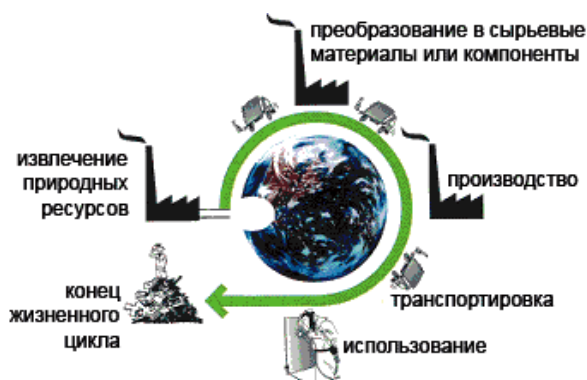 преобразование в сырьевые
материалы или компоненты
извлечение
природных
ресурсов
производство
транспортировка
использование
конец
жизненного
цикла